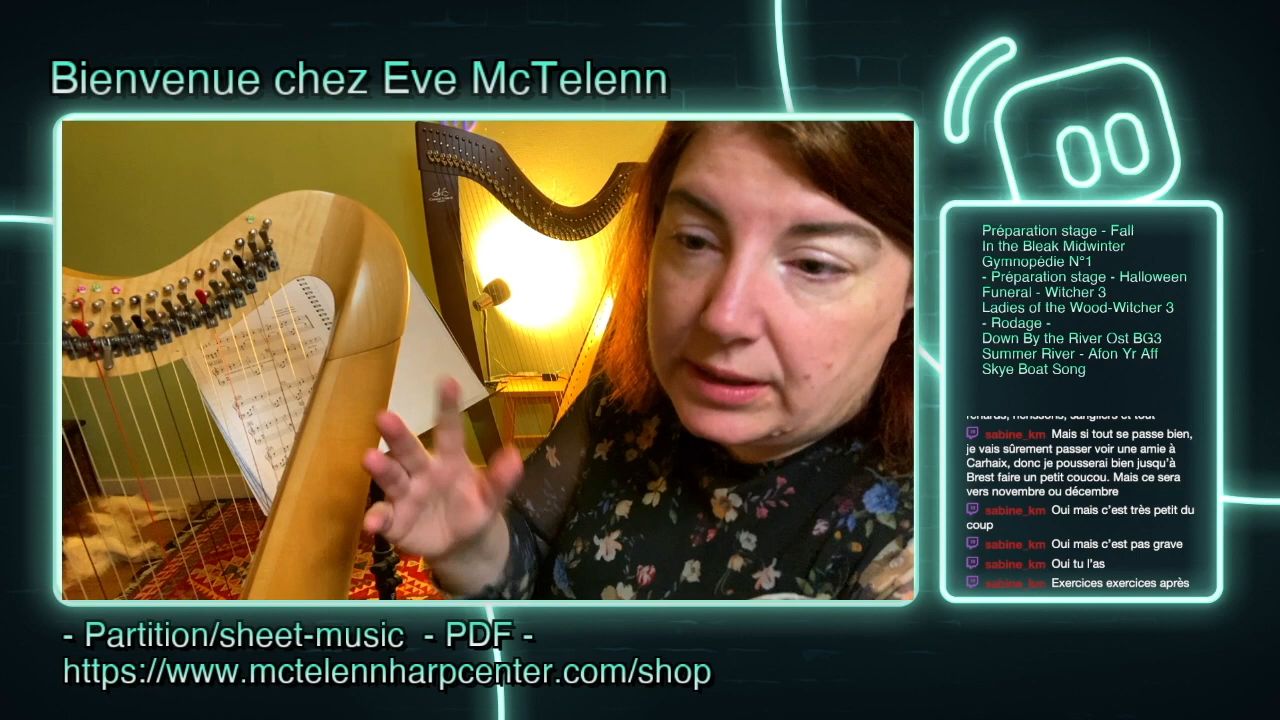 Bienvenue chez Eve McTelenn
Préparation stage - Fall
In the Bleak Midwinter
Gymnopédie N°1
- Préparation stage - Halloween
Funeral - Witcher 3
Ladies of the Wood-Witcher 3
- Rodage -
Down By the River Ost BG3
Summer River - Afon Yr Aff
Skye Boat Song
renards, hérissons, sangliers et tout
sabine_km Mais si tout se passe bien,
je vais sûrement passer voir une amie à
Carhaix, donc je pousserai bien jusqu'à
Brest faire un petit coucou. Mais ce sera
vers novembre ou décembre
sabine_km Oui mais c'est très petit du
coup
sabine_km Oui mais c'est pas grave
sabine_km Oui tu l'as
sabine_km Exercices exercices après
- Partition/sheet-music - PDF -
https://www.mctelennharpcenter.com/shop